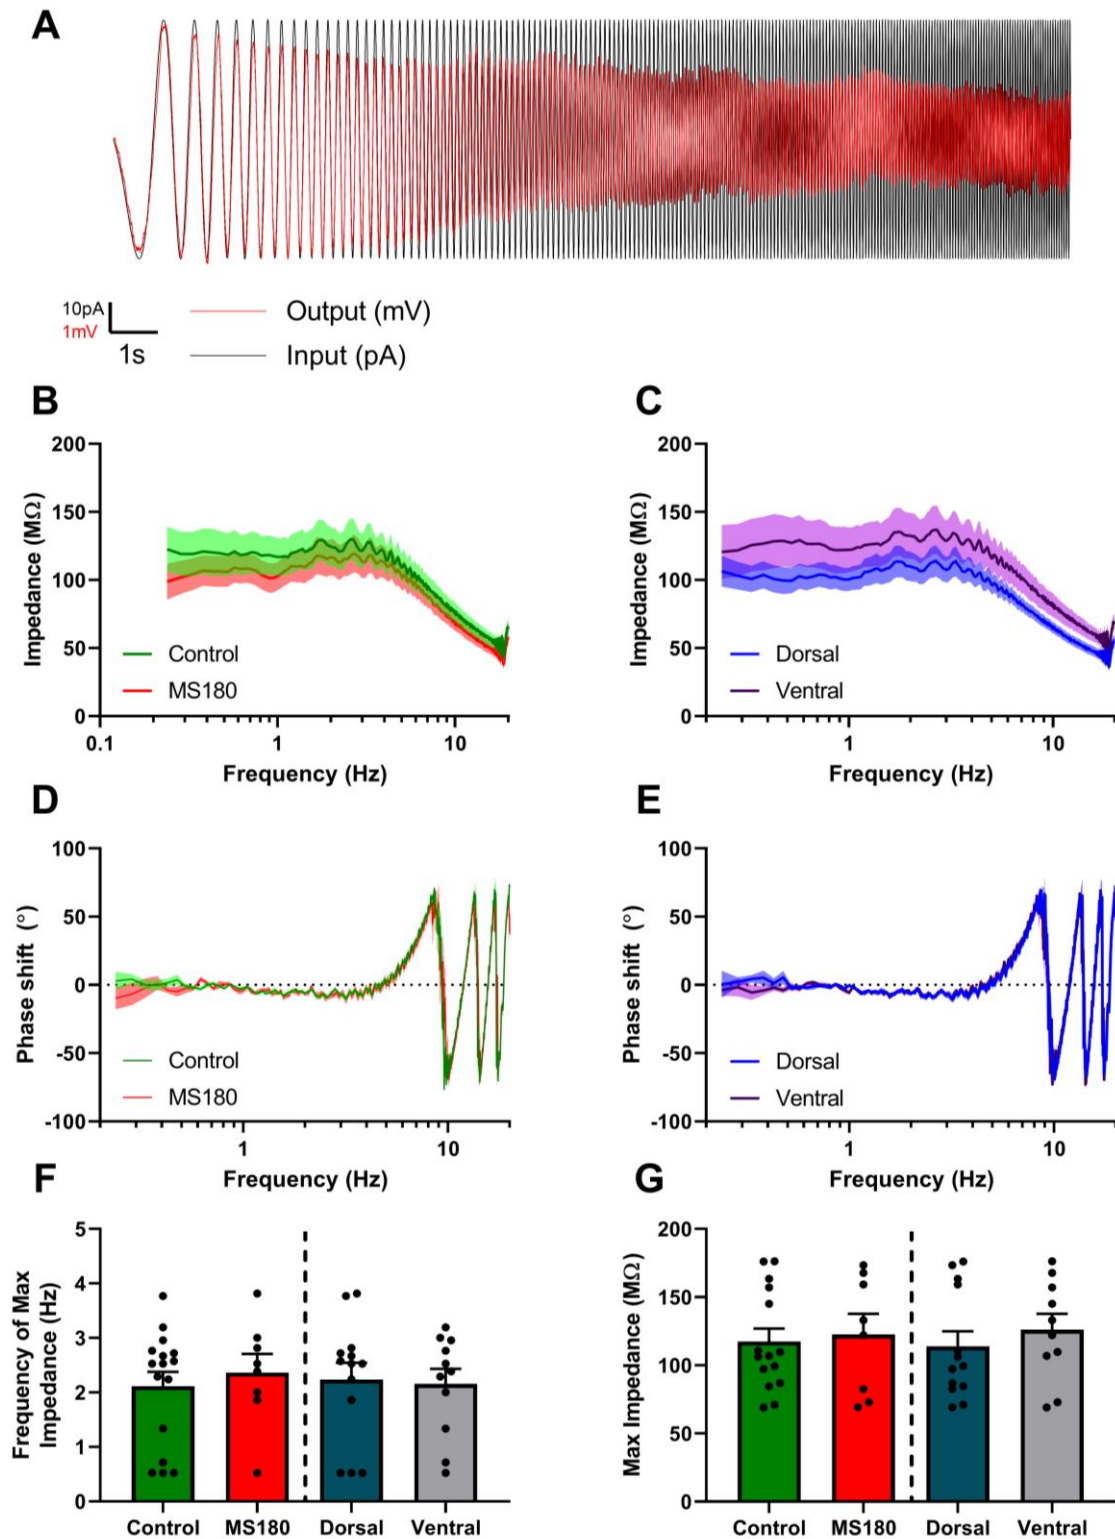 A
10pA
1mV
1s
Output (mV)
Input (pA)
B
Impedance (MΩ)
200
150
100
50
0
Control
MS180
0.1
1
10
Frequency (Hz)
C
Impedance (MΩ)
200
150
100
50
0
Dorsal
Ventral
1
10
Frequency (Hz)
D
Phase shift (°)
100
50
0
-50
-100
Control
MS180
1
10
Frequency (Hz)
E
Phase shift (°)
100
50
0
-50
-100
Dorsal
Ventral
1
10
Frequency (Hz)
F
Frequency of Max
Impedance (Hz)
5
4
3
2
1
0
Control
MS180
Dorsal
Ventral
G
Max Impedance (MΩ)
200
150
100
50
0
Control
MS180
Dorsal
Ventral